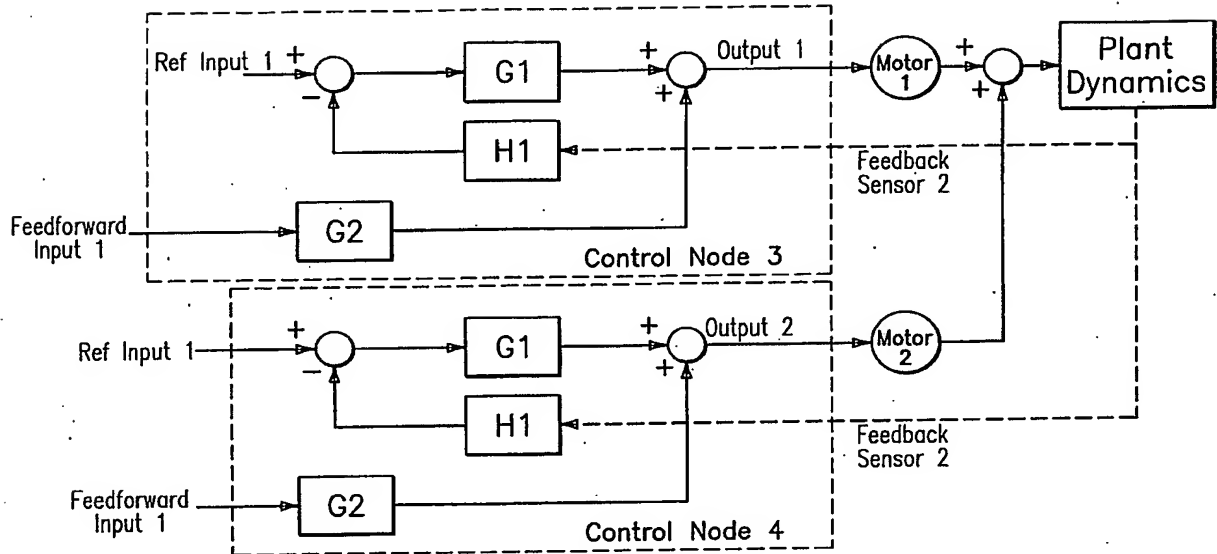 Ref Input 1
+
−
G1
+
+
Output 1
Motor
1
+
+
Plant
Dynamics
H1
Feedback
Sensor 2
Feedforward
Input 1
G2
Control Node 3
Ref Input 1
+
−
G1
+
+
Output 2
Motor
2
H1
Feedback
Sensor 2
Feedforward
Input 1
G2
Control Node 4